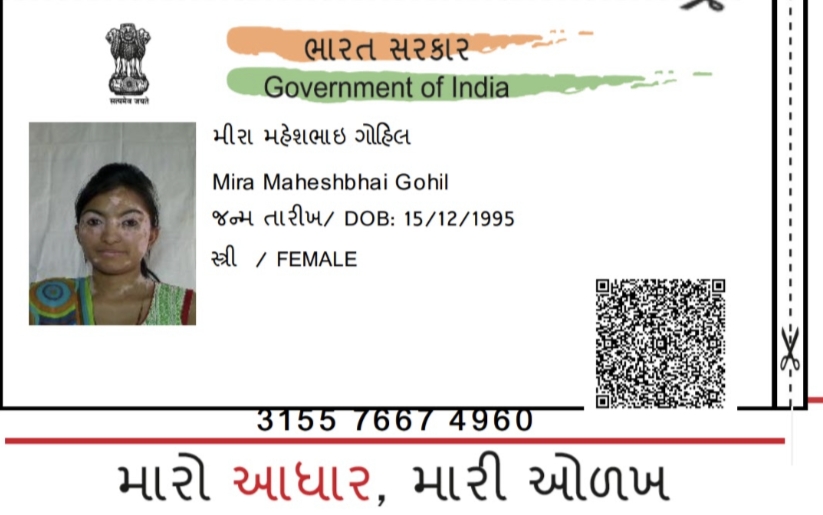 सत्यमेव जयते
ભારત સરકાર
Government of India
મીરા મહેશભાઇ ગોહિલ
Mira Maheshbhai Gohil
જન્મ તારીખ/ DOB: 15/12/1995
સ્ત્રી / FEMALE
3155 7667 4960
મારો આધાર, મારી ઓળખ